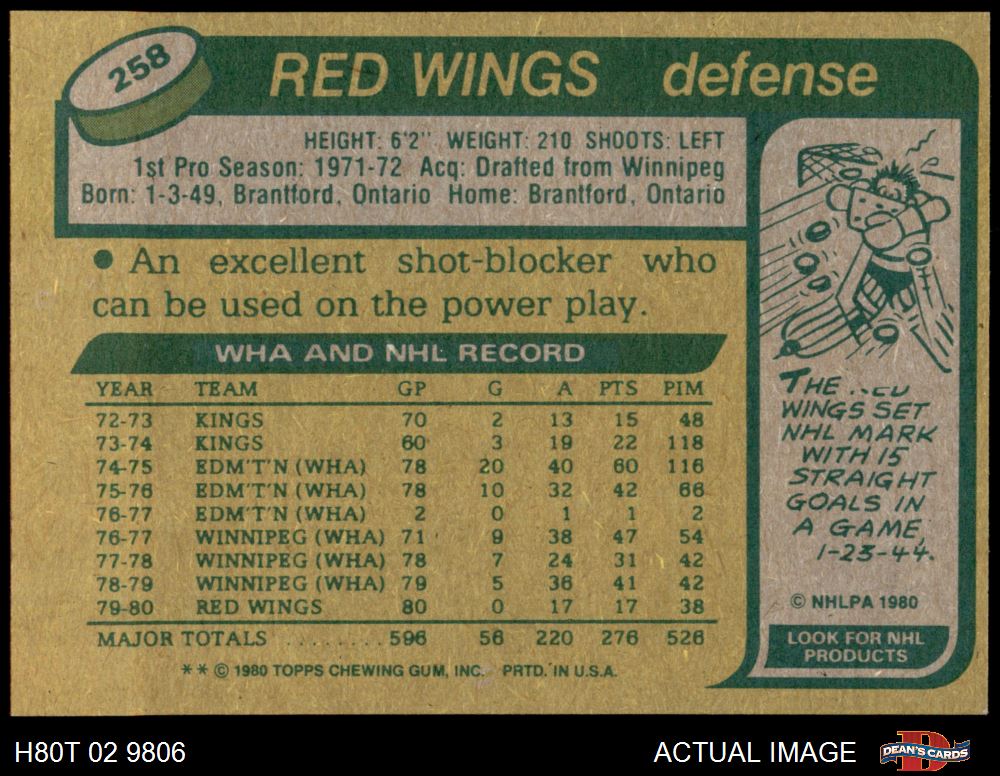 258
RED WINGS defense
HEIGHT: 6'2" WEIGHT: 210 SHOOTS: LEFT
1st Pro Season: 1971-72 Acq: Drafted from Winnipeg
Born: 1-3-49, Brantford, Ontario Home: Brantford, Ontario
• An excellent shot-blocker who
can be used on the power play.
WHA AND NHL RECORD
YEAR TEAM GP G A PTS PIM
72-73 KINGS 70 2 13 15 48
73-74 KINGS 60 3 19 22 118
74-75 EDM'T'N (WHA) 78 20 40 60 116
75-76 EDM'T'N (WHA) 78 10 32 42 66
76-77 EDM'T'N (WHA) 2 0 1 1 2
76-77 WINNIPEG (WHA) 71 9 38 47 54
77-78 WINNIPEG (WHA) 78 7 24 31 42
78-79 WINNIPEG (WHA) 79 5 36 41 42
79-80 RED WINGS 80 0 17 17 38
MAJOR TOTALS ........ 596 56 220 276 526
** © 1980 TOPPS CHEWING GUM, INC. PRTD. IN U.S.A.
THE
WINGS SET
NHL MARK
WITH 15
STRAIGHT
GOALS IN
A GAME,
1-23-44.
© NHLPA 1980
LOOK FOR NHL
PRODUCTS
H80T 02 9806
ACTUAL IMAGE
DEAN'S CARDS